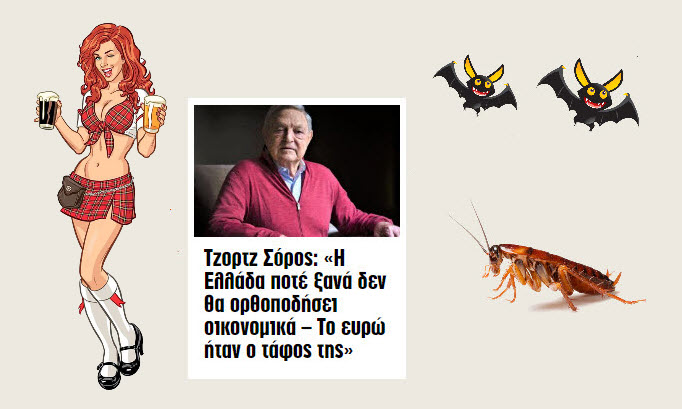 Τζορτζ Σόρος: «Η
Ελλάδα ποτέ ξανά δεν
θα ορθοποδήσει
οικονομικά – Το ευρώ
ήταν ο τάφος της»